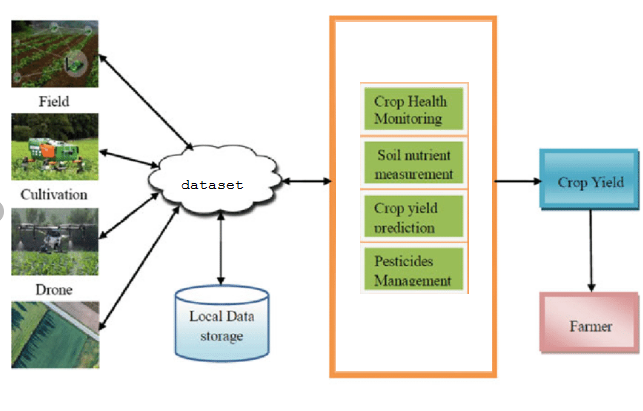 Field
Cultivation
Drone
dataset
Local Data
storage
Crop Health
Monitoring
Soil nutrient
measurement
Crop yield
prediction
Pesticides
Management
Crop Yield
Farmer